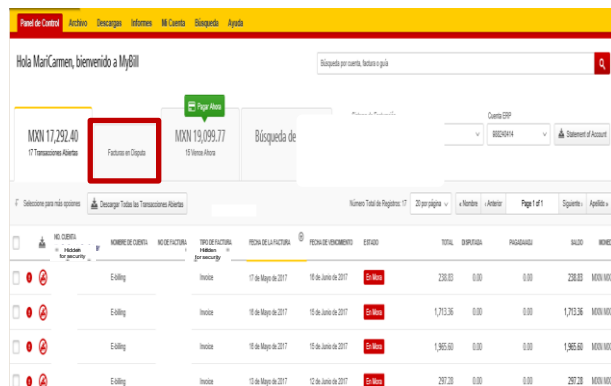 Panel de Control Archivo Descargas Informes Mi Cuenta Búsqueda Ayuda
Hola MariCarmen, bienvenido a MyBill
Búsqueda por cuenta, factura o guía
Pagar Ahora
Cuenta ERP
MXN 17,292.40
17 Transacciones Abiertas
Facturas en Disputa
MXN 19,099.77
15 Vence Ahora
Búsqueda de
Statement of Account
Seleccione para más opciones Descargar Todas las Transacciones Abiertas Número Total de Registros: 17 20 por página « Nombre ‹ Anterior Page 1 of 1 Siguiente › Apellido »
NO. CUENTA NOMBRE DE CUENTA NO DE FACTURA TIPO DE FACTURA FECHA DE LA FACTURA FECHA DE VENCIMIENTO ESTADO TOTAL DISPUTADA SALDO
Hidden for security
Hidden for security
E-billing Invoice 17 de Mayo de 2017 16 de Junio de 2017 En Mora 238.83 0.00 0.00 238.83
E-billing Invoice 16 de Mayo de 2017 15 de Junio de 2017 En Mora 1,713.36 0.00 0.00 1,713.36
E-billing Invoice 16 de Mayo de 2017 15 de Junio de 2017 En Mora 1,965.60 0.00 0.00 1,965.60
E-billing Invoice 13 de Mayo de 2017 12 de Junio de 2017 En Mora 297.28 0.00 0.00 297.28